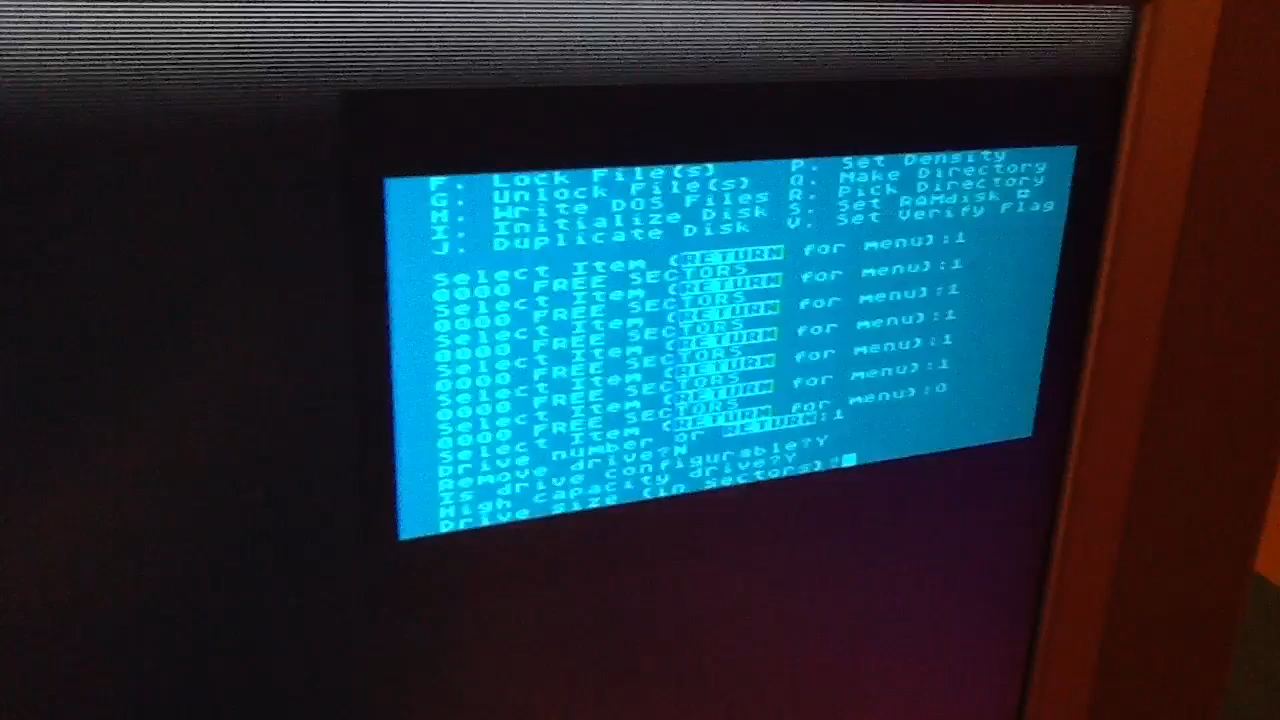 F. Lock File(s)   P. Set Density
G. Unlock File(s)   Q. Make Directory
H. Write DOS Files   R. Pick Directory
I. Initialize Disk   S. Set RAMdisk
J. Duplicate Disk   V. Set Verify Flag
Select Item (RETURN for menu):1
0000 FREE SECTORS
Select Item (RETURN for menu):1
0000 FREE SECTORS
Select Item (RETURN for menu):1
0000 FREE SECTORS
Select Item (RETURN for menu):1
0000 FREE SECTORS
Select Item (RETURN for menu):1
0000 FREE SECTORS
Select Item (RETURN for menu):1
0000 FREE SECTORS
Select Item (RETURN for menu):O
Drive number or RETURN:1
Remove drive?N
Is drive configurable?Y
High capacity drive?Y
Drive size (in Sectors):